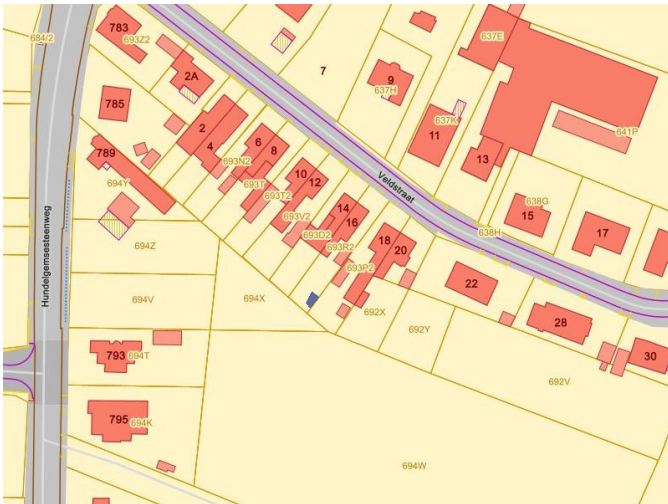 783
684/2
693Z2
637E
2A
7
9
637H
785
2
637K
641P
11
4
6
8
13
789
693N2
694Y
693T
10
12
693T2
Veldstraat
638G
15
14
16
693V2
17
638H
693D2
18
20
693R2
694Z
693P2
22
Hundelgemsesteenweg
694V
694X
692X
28
692Y
793
694T
30
692V
795
694K
694W